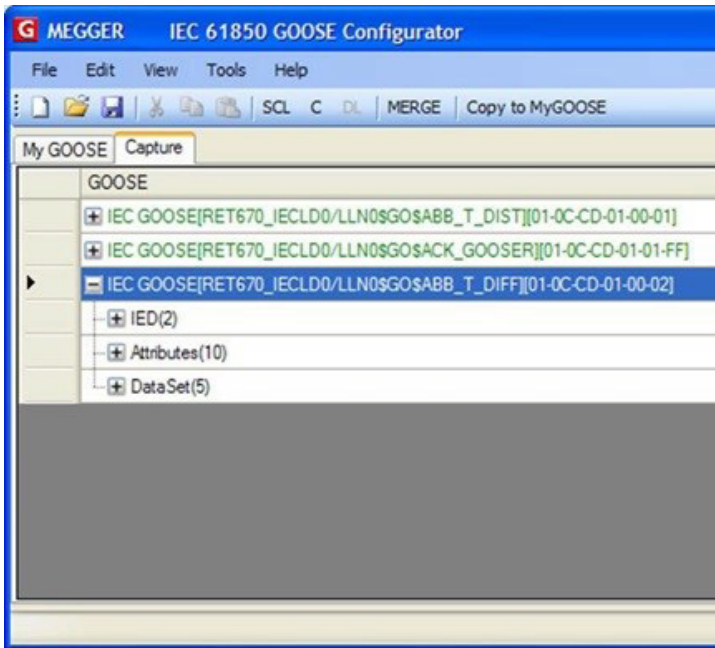 G MEGGER IEC 61850 GOOSE Configurator
File Edit View Tools Help
SCL C DL MERGE Copy to MyGOOSE
My GOOSE Capture
GOOSE
IEC GOOSE[RET670_IECLD0/LLN0$GO$ABB_T_DIST][01-0C-CD-01-00-01]
IEC GOOSE[RET670_IECLD0/LLN0$GO$ACK_GOOSER][01-0C-CD-01-01-FF]
IEC GOOSE[RET670_IECLD0/LLN0$GO$ABB_T_DIFF][01-0C-CD-01-00-02]
IED(2)
Attributes(10)
DataSet(5)